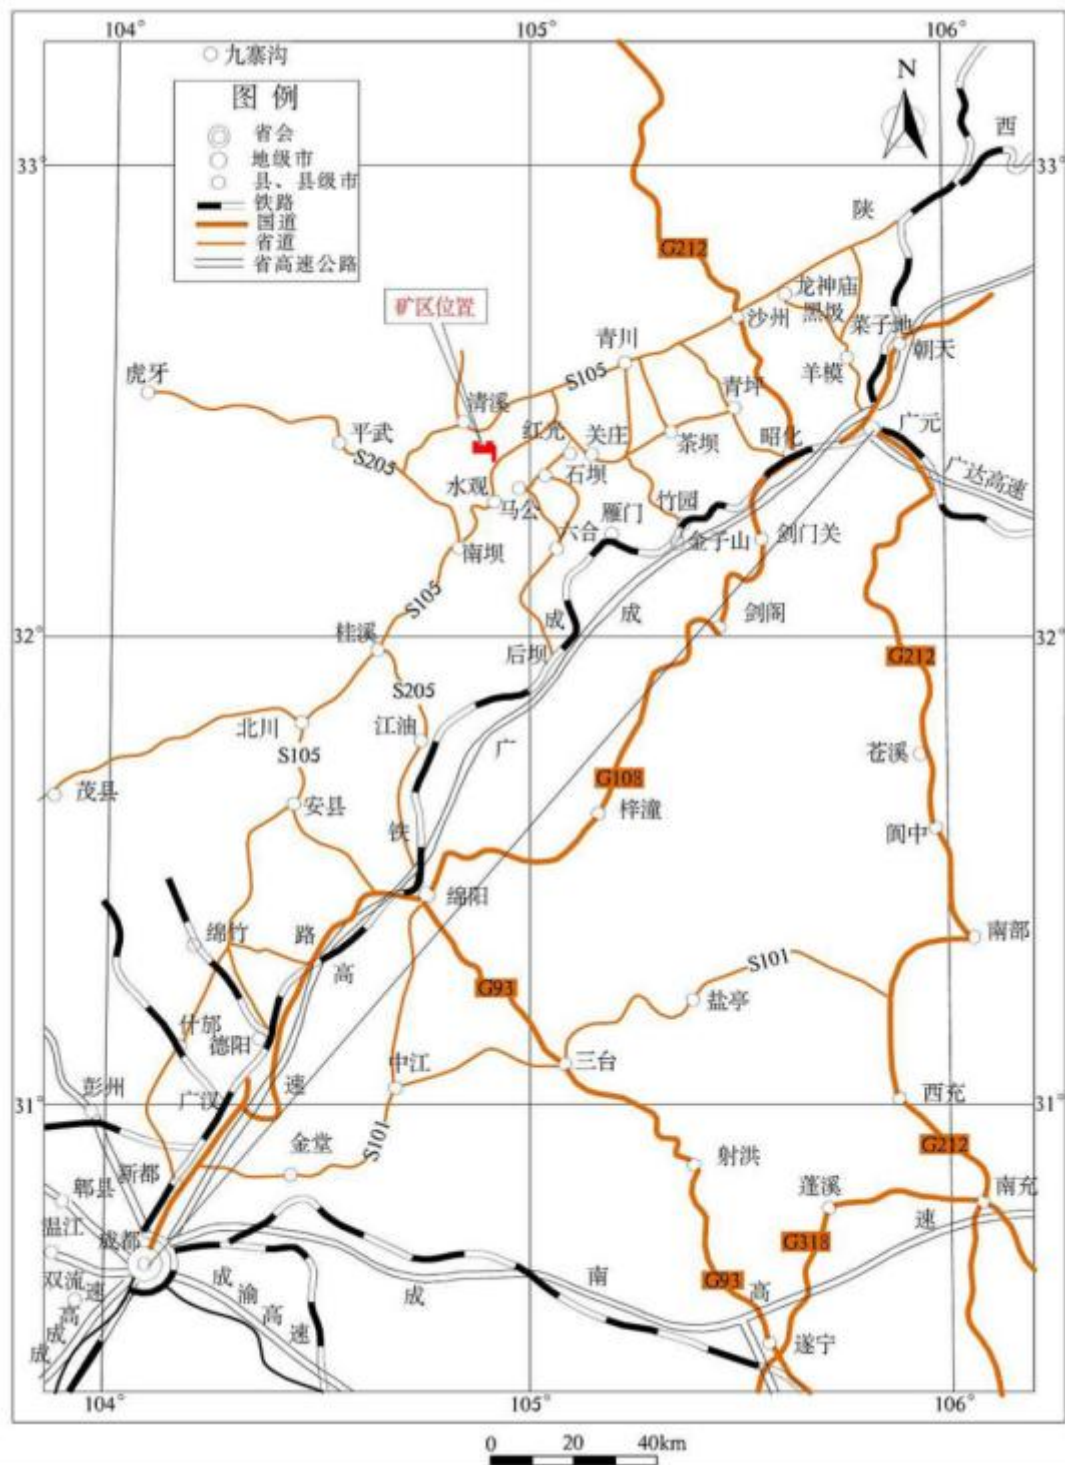 104°
105°
106°
九寨沟
图 例
省会
地级市
县、县级市
铁路
国道
省道
省高速公路
N
西
33°
33°
陕
G212
矿区位置
龙神庙
黑圾
沙州
菜子地
朝天
青川
羊模
S105
虎牙
清溪
青坪
平武
S205
红光
关庄
茶坝
昭化
广元
广达高速
水观
石坝
马公
竹园
雁门
六合
南坝
金子山
剑门关
S105
成
成
剑阁
32°
32°
桂溪
后坝
G212
S205
北川
江油
广
S105
苍溪
G108
茂县
安县
梓潼
铁
阆中
绵阳
绵竹
路
南部
高
S101
G93
盐亭
什邡
德阳
中江
三台
速
彭州
广汉
西充
31°
31°
S101
金堂
G212
射洪
新都
郫县
蓬溪
南充
温江
速
成都
G318
双流
速
成
南
G93
渝
成
高
高
高
成
速
遂宁
成
104°
105°
106°
0
20
40km